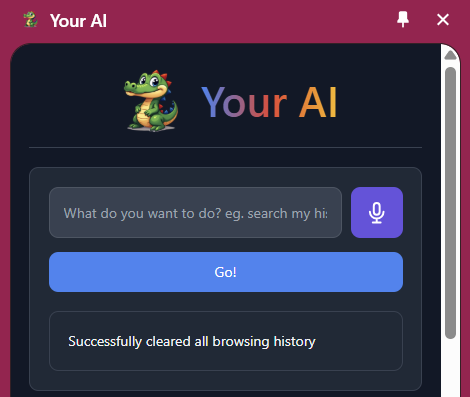 Your AI
Your AI
What do you want to do? eg. search my his
Go!
Successfully cleared all browsing history